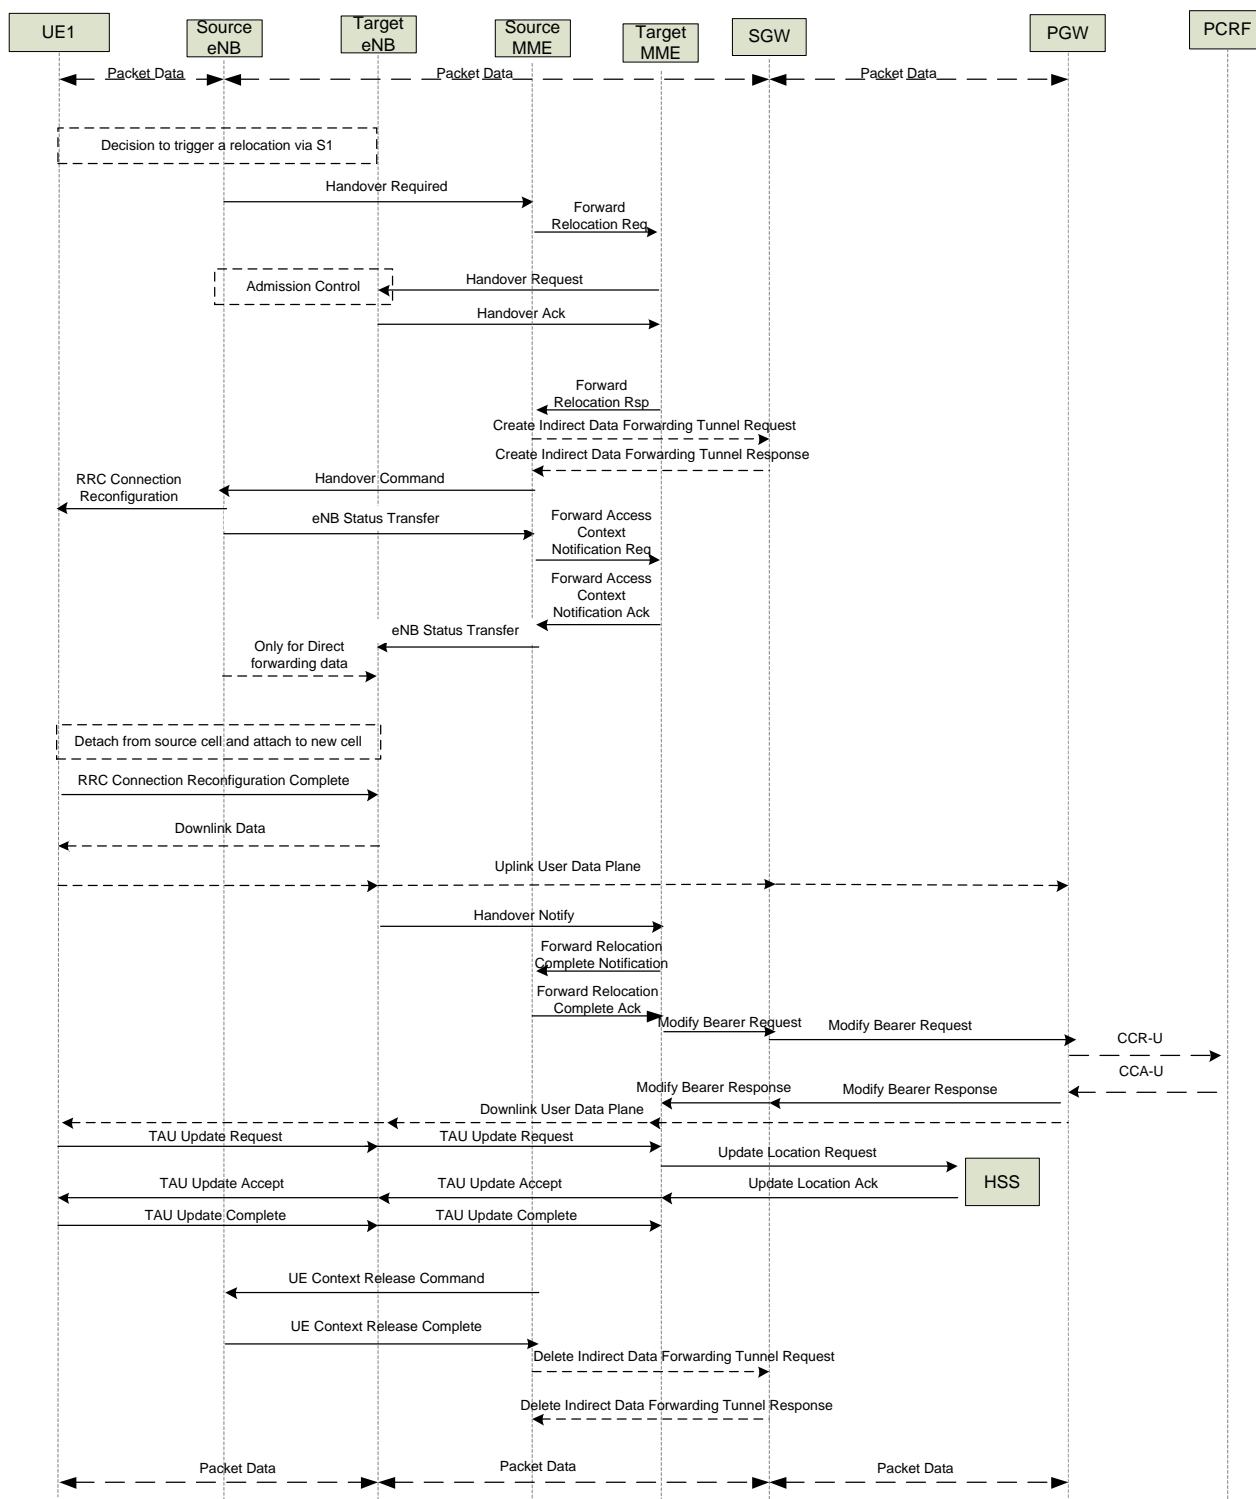 UE1
Source
eNB
Target
eNB
Source
MME
Target
MME
SGW
PGW
PCRF
Packet Data
Packet Data
Packet Data
Decision to trigger a relocation via S1
Handover Required
Forward
Relocation Req
Admission Control
Handover Request
Handover Ack
Forward
Relocation Rsp
Create Indirect Data Forwarding Tunnel Request
Create Indirect Data Forwarding Tunnel Response
RRC Connection
Reconfiguration
Handover Command
eNB Status Transfer
Forward Access
Context
Notification Req
Forward Access
Context
Notification Ack
eNB Status Transfer
Only for Direct
forwarding data
Detach from source cell and attach to new cell
RRC Connection Reconfiguration Complete
Downlink Data
Uplink User Data Plane
Handover Notify
Forward Relocation
Complete Notification
Forward Relocation
Complete Ack
Modify Bearer Request
Modify Bearer Request
CCR-U
CCA-U
Modify Bearer Response
Modify Bearer Response
Downlink User Data Plane
TAU Update Request
TAU Update Request
Update Location Request
HSS
TAU Update Accept
TAU Update Accept
Update Location Ack
TAU Update Complete
TAU Update Complete
UE Context Release Command
UE Context Release Complete
Delete Indirect Data Forwarding Tunnel Request
Delete Indirect Data Forwarding Tunnel Response
Packet Data
Packet Data
Packet Data